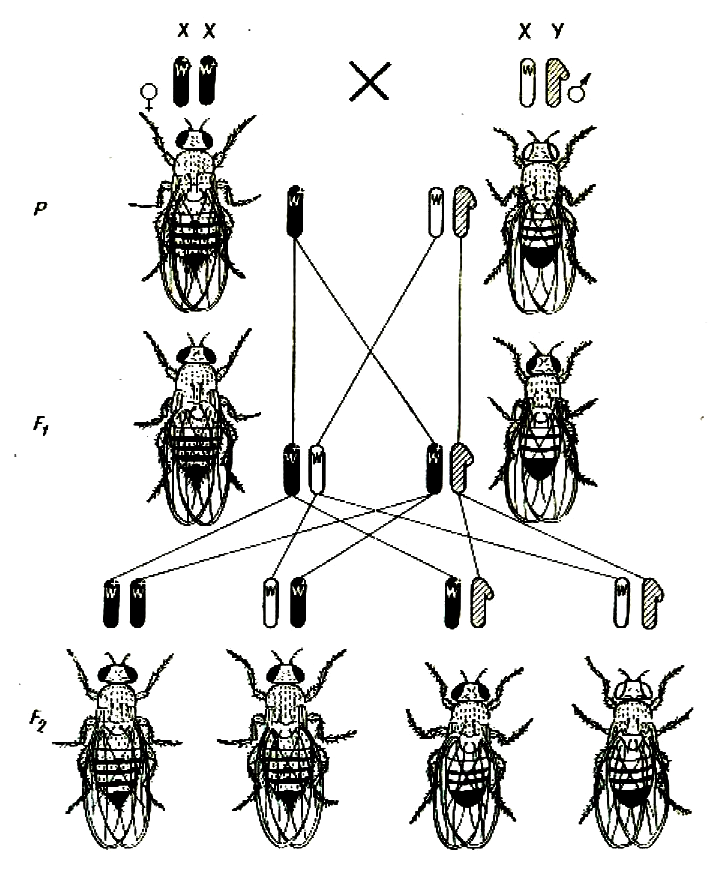 X X X Y
W W W
♀ × ♂
P
W W
F1
W W W
W W W W W W
F2